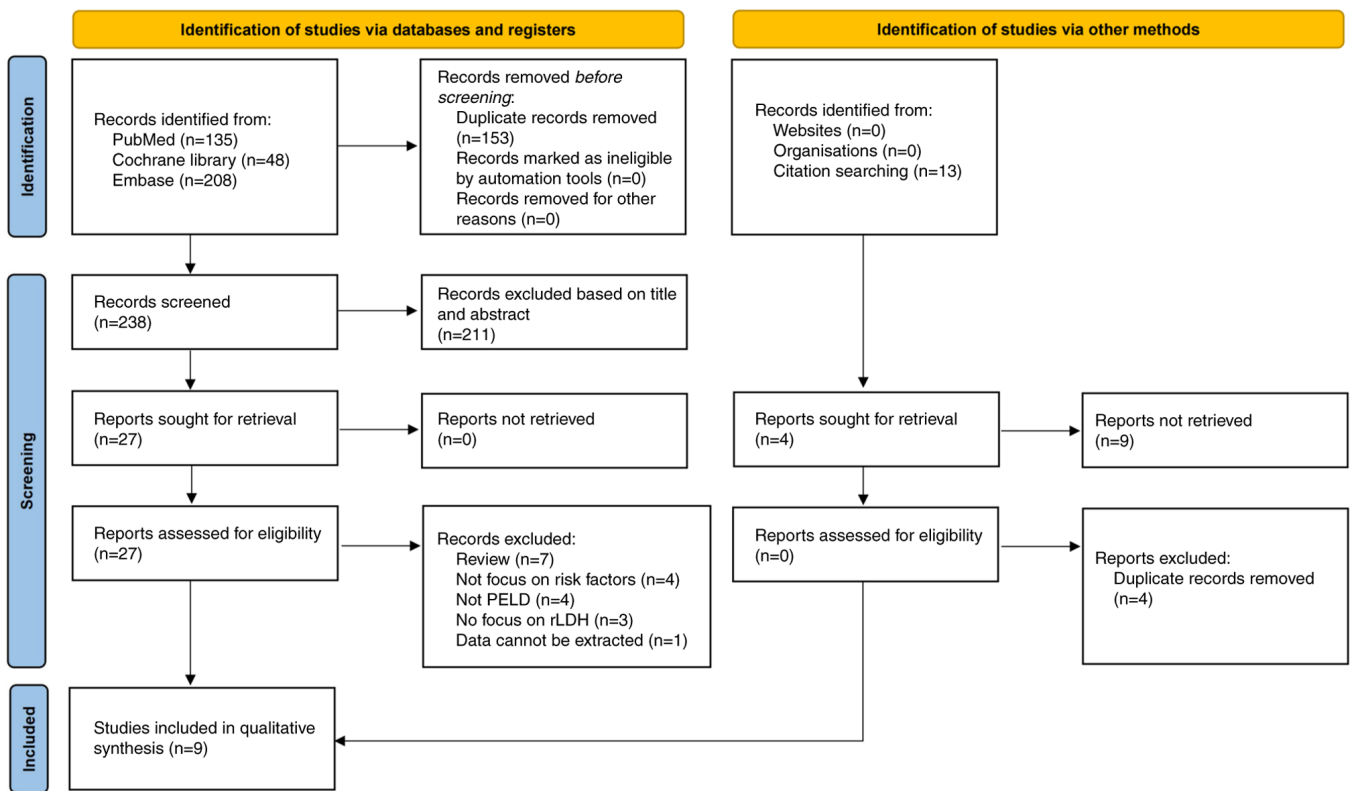 Identification of studies via databases and registers
Identification of studies via other methods
Identification
Records identified from:
PubMed (n=135)
Cochrane library (n=48)
Embase (n=208)
Records removed before
screening:
Duplicate records removed
(n=153)
Records marked as ineligible
by automation tools (n=0)
Records removed for other
reasons (n=0)
Records identified from:
Websites (n=0)
Organisations (n=0)
Citation searching (n=13)
Screening
Records screened
(n=238)
Records excluded based on title
and abstract
(n=211)
Reports sought for retrieval
(n=27)
Reports not retrieved
(n=0)
Reports sought for retrieval
(n=4)
Reports not retrieved
(n=9)
Reports assessed for eligibility
(n=27)
Records excluded:
Review (n=7)
Not focus on risk factors (n=4)
Not PELD (n=4)
No focus on rLDH (n=3)
Data cannot be extracted (n=1)
Reports assessed for eligibility
(n=0)
Reports excluded:
Duplicate records removed
(n=4)
Included
Studies included in qualitative
synthesis (n=9)